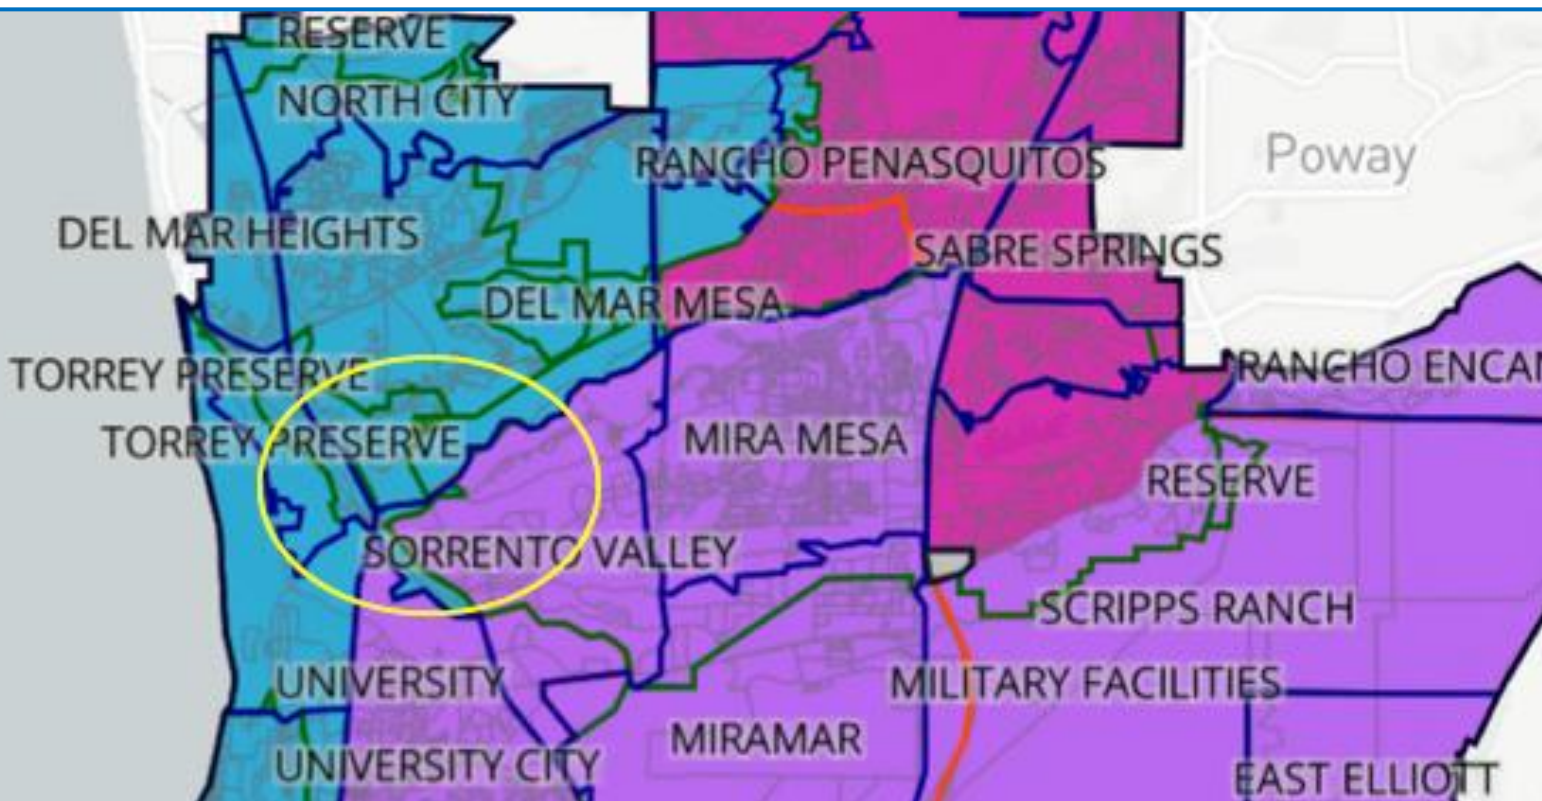 RESERVE
NORTH CITY
Poway
RANCHO PENASQUITOS
DEL MAR HEIGHTS
SABRE SPRINGS
DEL MAR MESA
TORREY PRESERVE
RANCHO ENCAN
TORREY PRESERVE
MIRA MESA
RESERVE
SORRENTO VALLEY
SCRIPPS RANCH
UNIVERSITY
MILITARY FACILITIES
MIRAMAR
UNIVERSITY CITY
EAST ELLIOTT